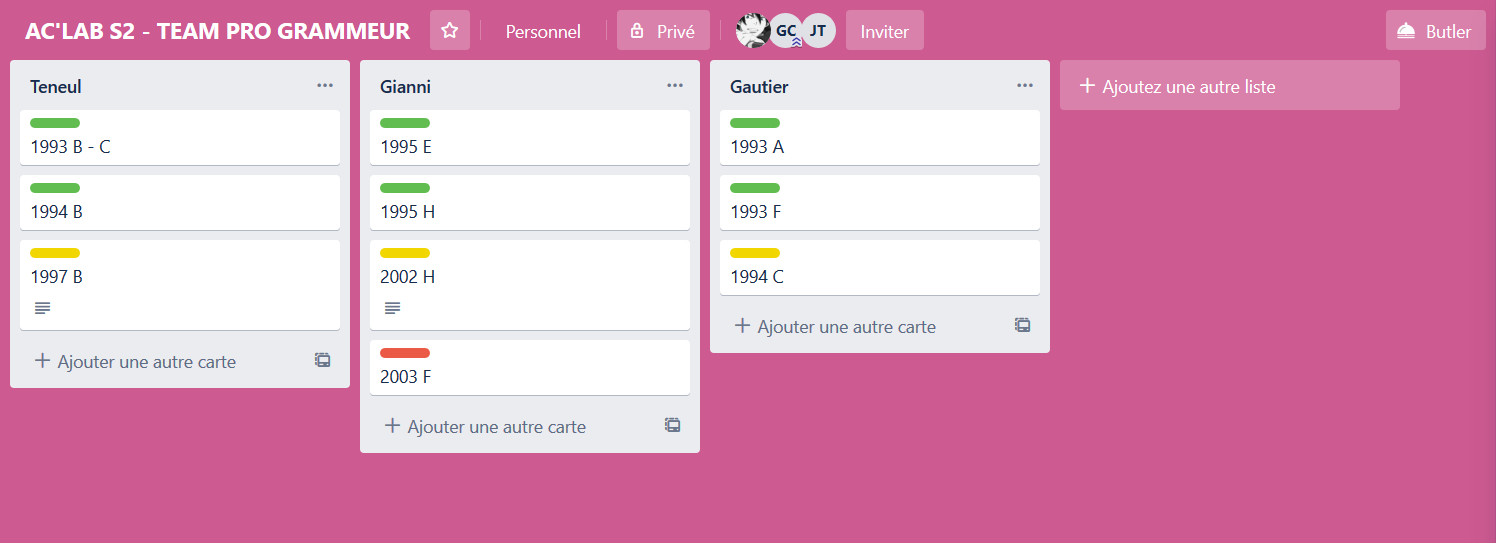 AC'LAB S2 - TEAM PRO GRAMMEUR
Personnel
Privé
GC
JT
Inviter
Butler
Teneul
1993 B - C
1994 B
1997 B
Ajouter une autre carte
Gianni
1995 E
1995 H
2002 H
2003 F
Ajouter une autre carte
Gautier
1993 A
1993 F
1994 C
Ajouter une autre carte
Ajoutez une autre liste